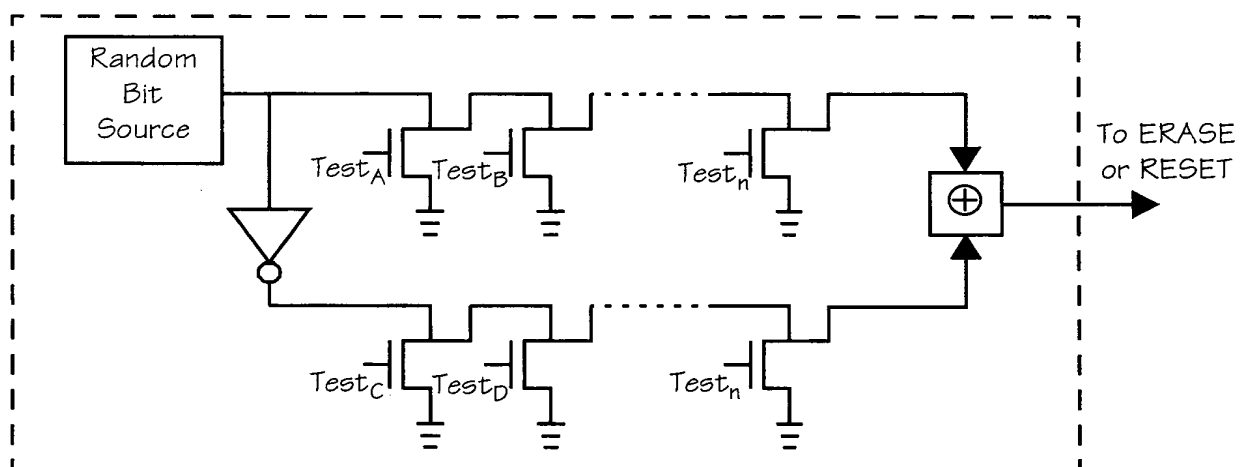 Random
Bit
Source
Test_A
Test_B
Test_n
To ERASE
or RESET
Test_C
Test_D
Test_n